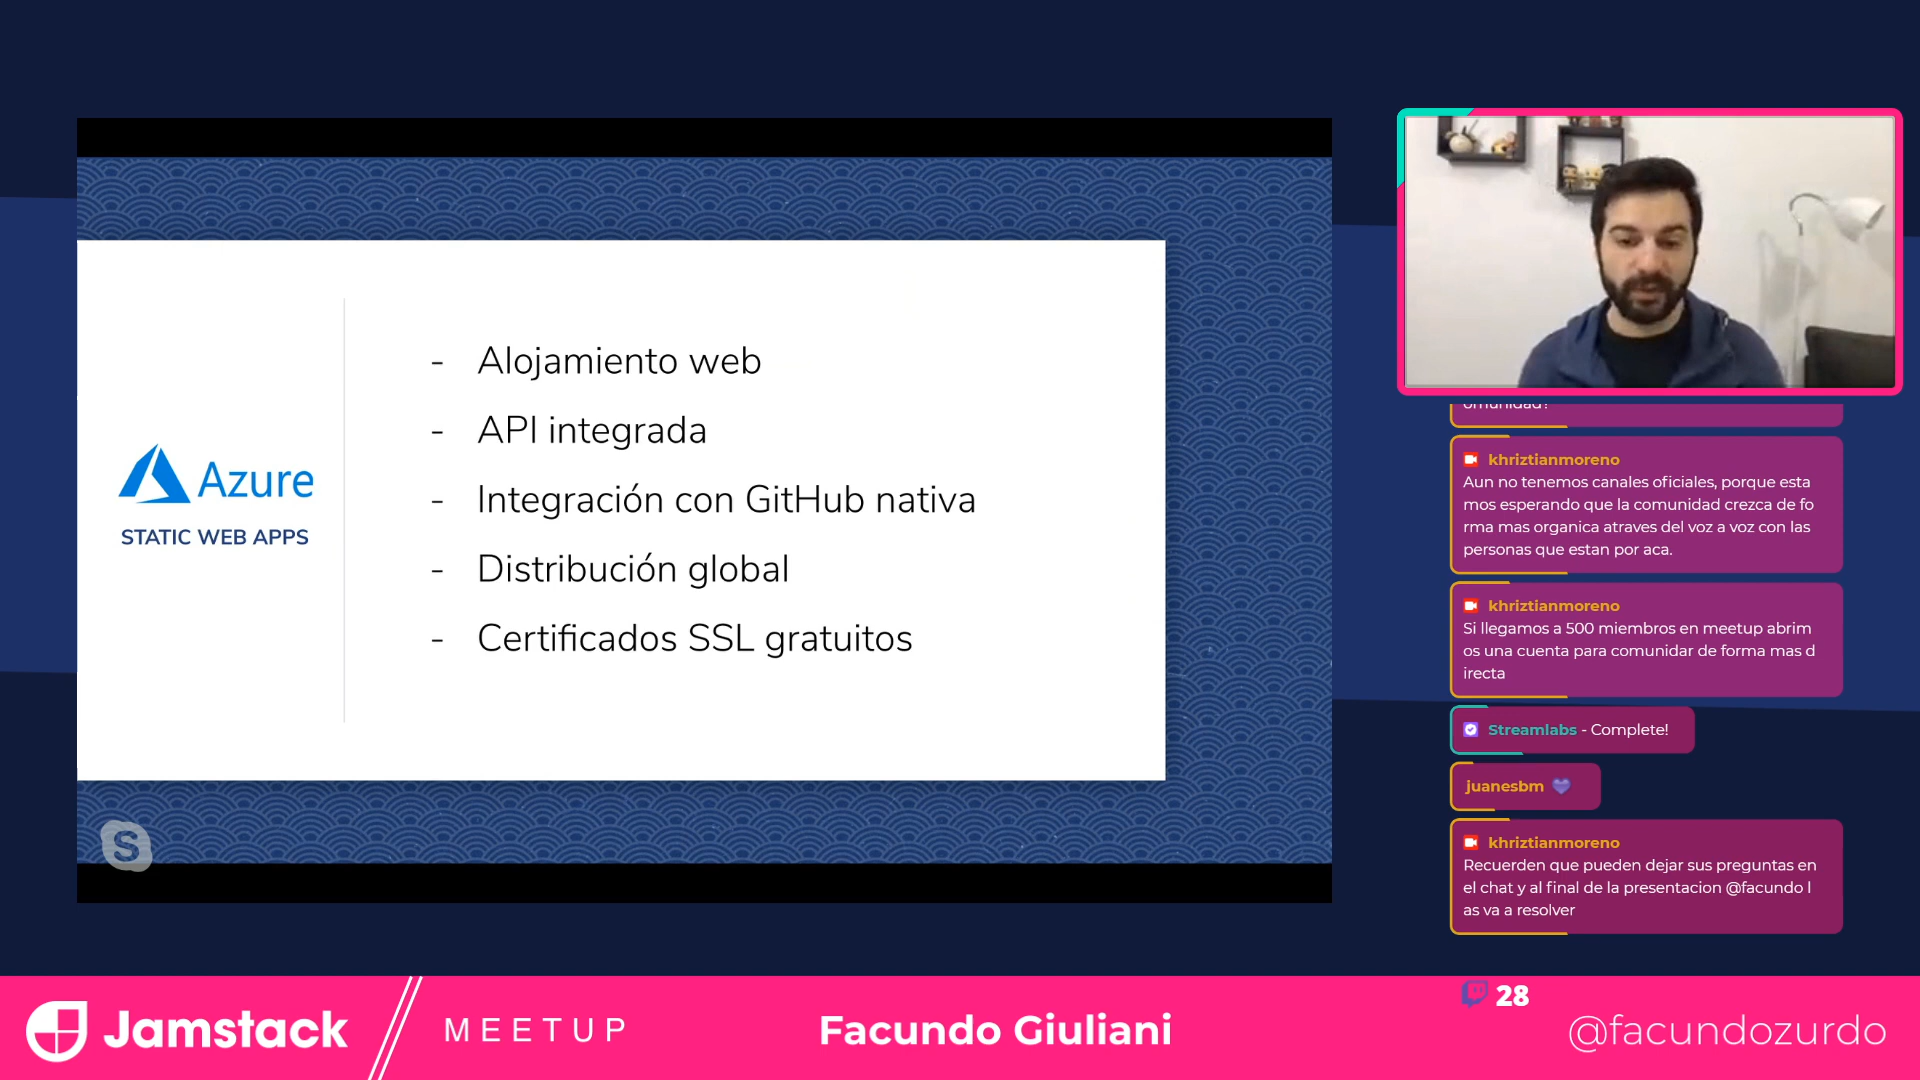 Azure
STATIC WEB APPS
- Alojamiento web
- API integrada
- Integración con GitHub nativa
- Distribución global
- Certificados SSL gratuitos
S
omunidad?
khriztianmoreno
Aun no tenemos canales oficiales, porque esta
mos esperando que la comunidad crezca de fo
rma mas organica atraves del voz a voz con las
personas que estan por aca.
khriztianmoreno
Si llegamos a 500 miembros en meetup abrim
os una cuenta para comunidar de forma mas d
irecta
Streamlabs - Complete!
juanesbm 💜
khriztianmoreno
Recuerden que pueden dejar sus preguntas en
el chat y al final de la presentacion @facundo l
as va a resolver
Jamstack
MEETUP
Facundo Giuliani
28
@facundozurdo